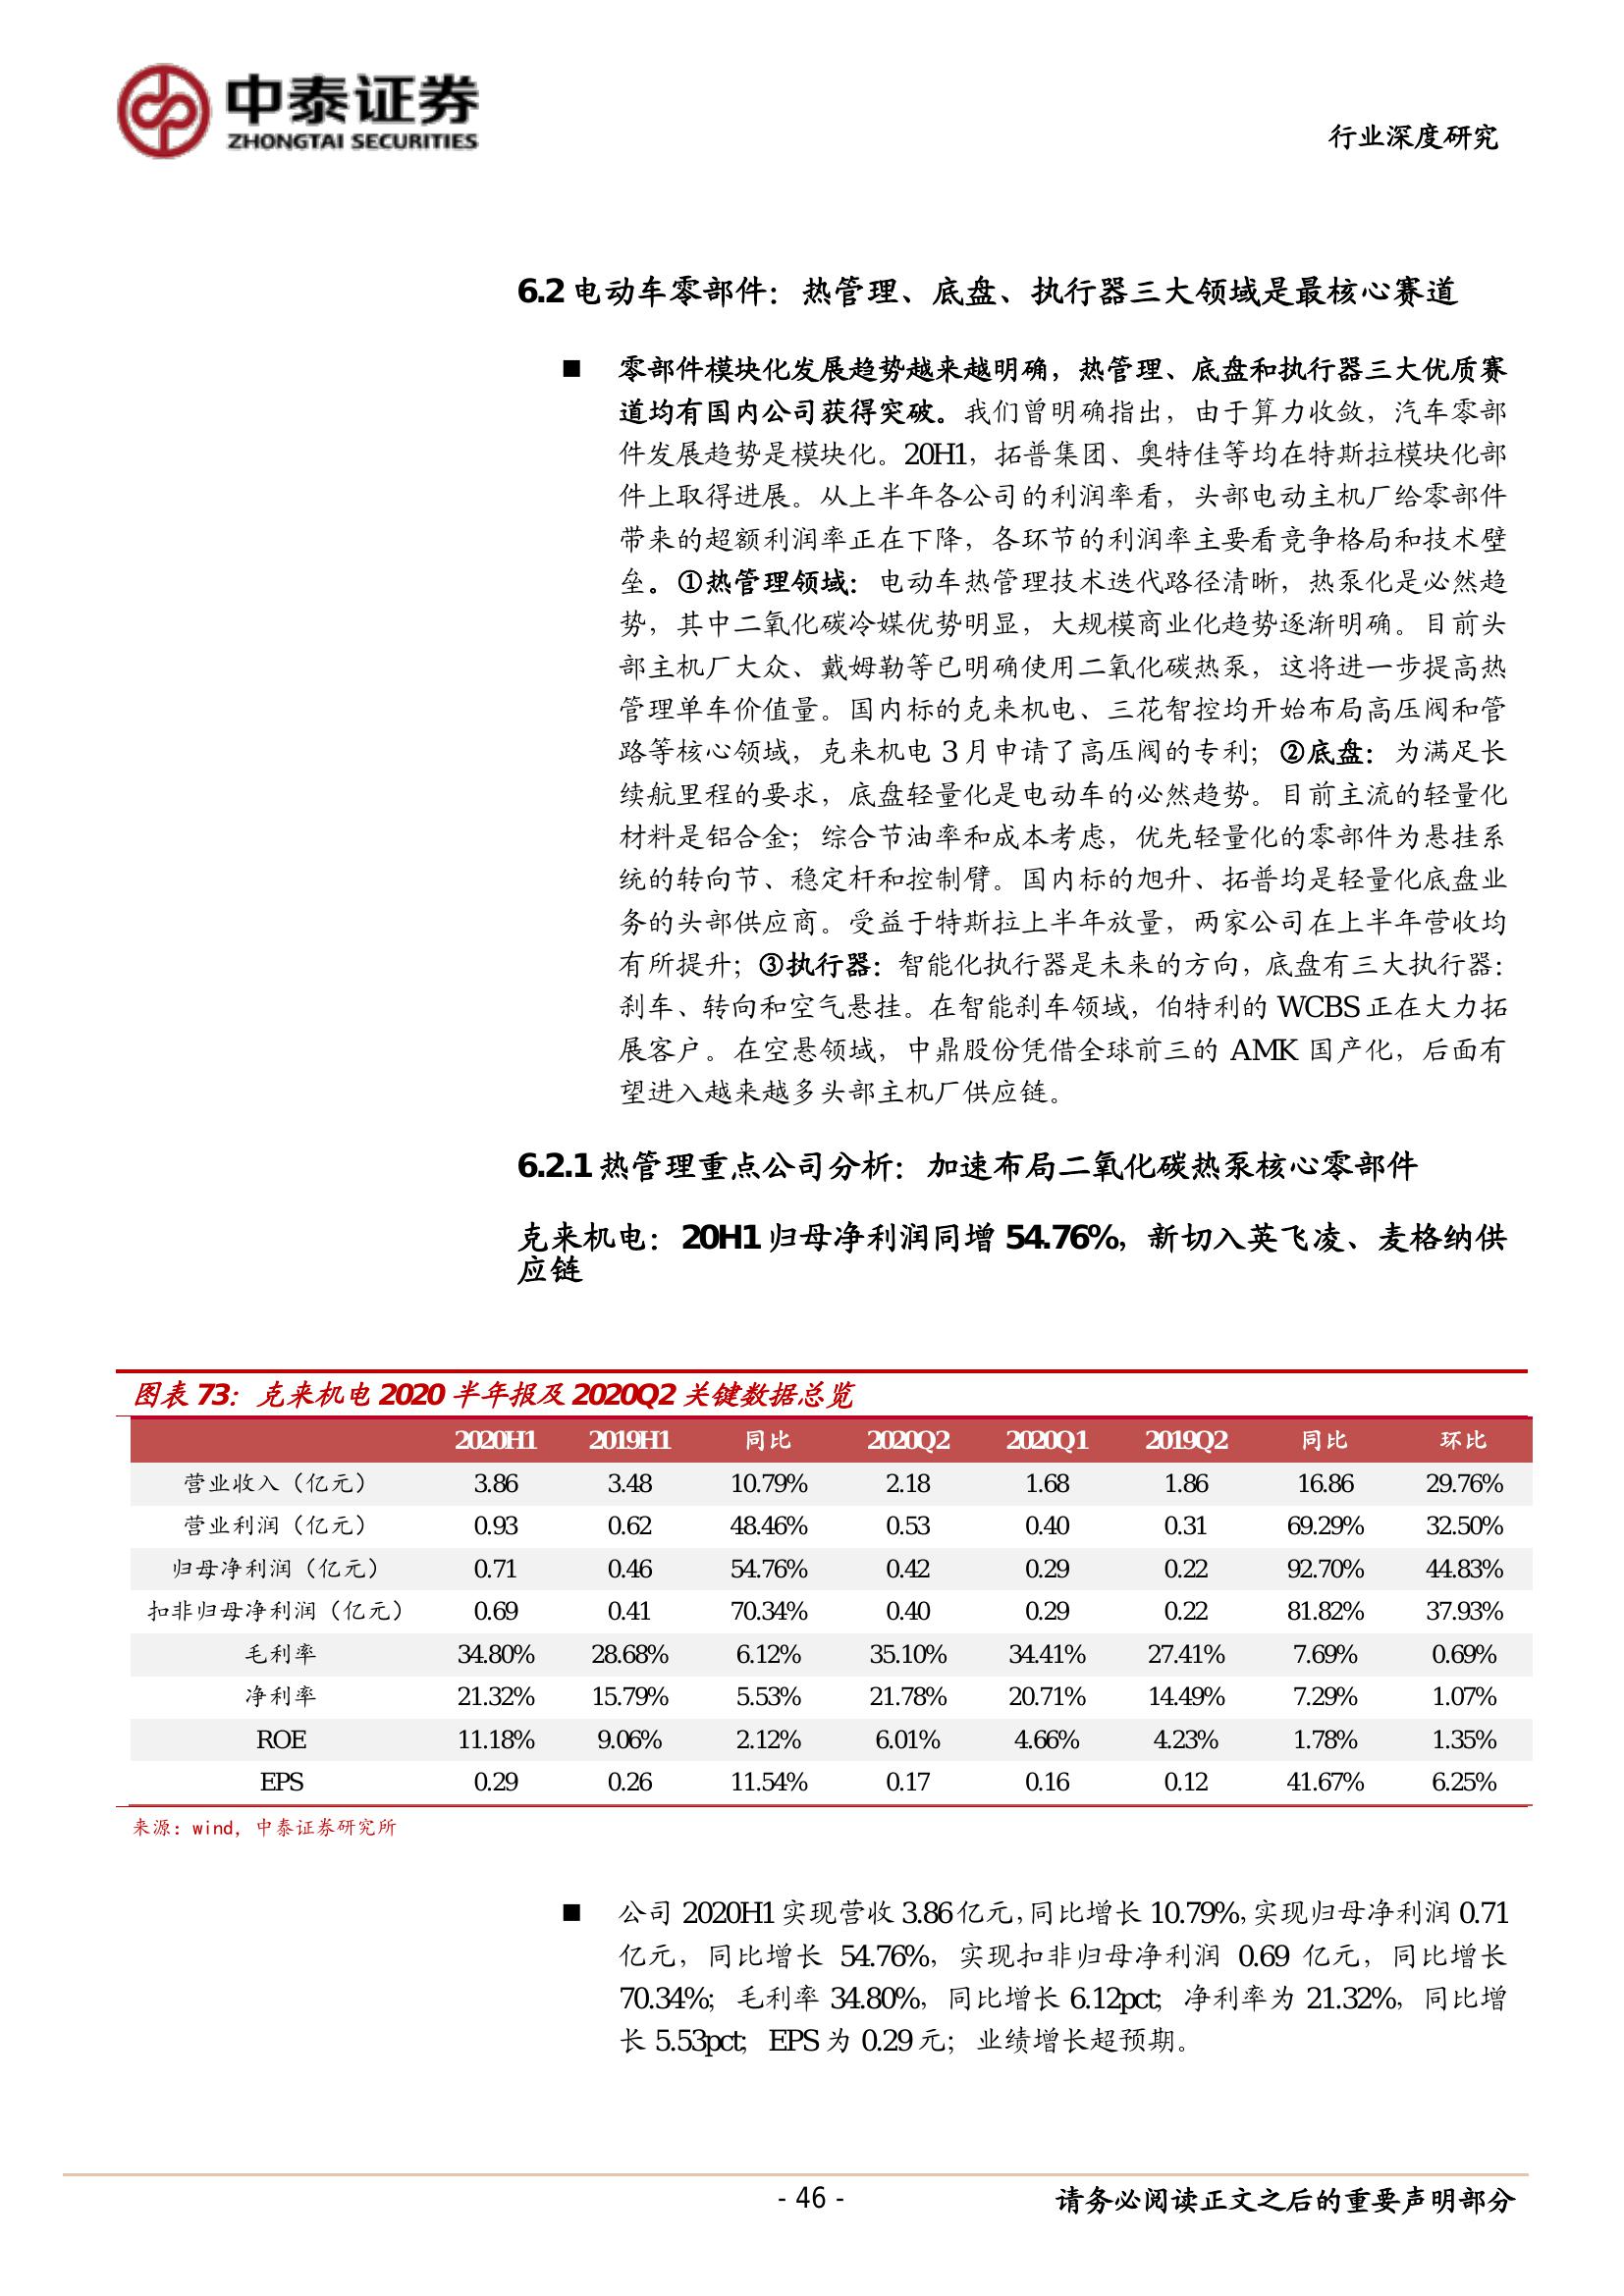 中泰证券
ZHONGTAI SECURITIES
行业深度研究
6.2 电动车零部件：热管理、底盘、执行器三大领域是最核心赛道
■ 零部件模块化发展趋势越来越明确，热管理、底盘和执行器三大优质赛
道均有国内公司获得突破。我们曾明确指出，由于算力收敛，汽车零部
件发展趋势是模块化。20H1，拓普集团、奥特佳等均在特斯拉模块化部
件上取得进展。从上半年各公司的利润率看，头部电动主机厂给零部件
带来的超额利润率正在下降，各环节的利润率主要看竞争格局和技术壁
垒。①热管理领域：电动车热管理技术迭代路径清晰，热泵化是必然趋
势，其中二氧化碳冷媒优势明显，大规模商业化趋势逐渐明确。目前头
部主机厂大众、戴姆勒等已明确使用二氧化碳热泵，这将进一步提高热
管理单车价值量。国内标的克来机电、三花智控均开始布局高压阀和管
路等核心领域，克来机电 3 月申请了高压阀的专利；②底盘：为满足长
续航里程的要求，底盘轻量化是电动车的必然趋势。目前主流的轻量化
材料是铝合金；综合节油率和成本考虑，优先轻量化的零部件为悬挂系
统的转向节、稳定杆和控制臂。国内标的旭升、拓普均是轻量化底盘业
务的头部供应商。受益于特斯拉上半年放量，两家公司在上半年营收均
有所提升；③执行器：智能化执行器是未来的方向，底盘有三大执行器：
刹车、转向和空气悬挂。在智能刹车领域，伯特利的 WCBS 正在大力拓
展客户。在空悬领域，中鼎股份凭借全球前三的 AMK 国产化，后面有
望进入越来越多头部主机厂供应链。
6.2.1 热管理重点公司分析：加速布局二氧化碳热泵核心零部件
克来机电：20H1 归母净利润同增 54.76%，新切入英飞凌、麦格纳供
应链
图表 73：克来机电 2020 半年报及 2020Q2 关键数据总览
2020H1 2019H1 同比 2020Q2 2020Q1 2019Q2 同比 环比
营业收入（亿元） 3.86 3.48 10.79% 2.18 1.68 1.86 16.86 29.76%
营业利润（亿元） 0.93 0.62 48.46% 0.53 0.40 0.31 69.29% 32.50%
归母净利润（亿元） 0.71 0.46 54.76% 0.42 0.29 0.22 92.70% 44.83%
扣非归母净利润（亿元） 0.69 0.41 70.34% 0.40 0.29 0.22 81.82% 37.93%
毛利率 34.80% 28.68% 6.12% 35.10% 34.41% 27.41% 7.69% 0.69%
净利率 21.32% 15.79% 5.53% 21.78% 20.71% 14.49% 7.29% 1.07%
ROE 11.18% 9.06% 2.12% 6.01% 4.66% 4.23% 1.78% 1.35%
EPS 0.29 0.26 11.54% 0.17 0.16 0.12 41.67% 6.25%
来源：wind，中泰证券研究所
■ 公司 2020H1 实现营收 3.86 亿元，同比增长 10.79%，实现归母净利润 0.71
亿元，同比增长 54.76%，实现扣非归母净利润 0.69 亿元，同比增长
70.34%；毛利率 34.80%，同比增长 6.12pct；净利率为 21.32%，同比增
长 5.53pct；EPS 为 0.29 元；业绩增长超预期。
- 46 -
请务必阅读正文之后的重要声明部分